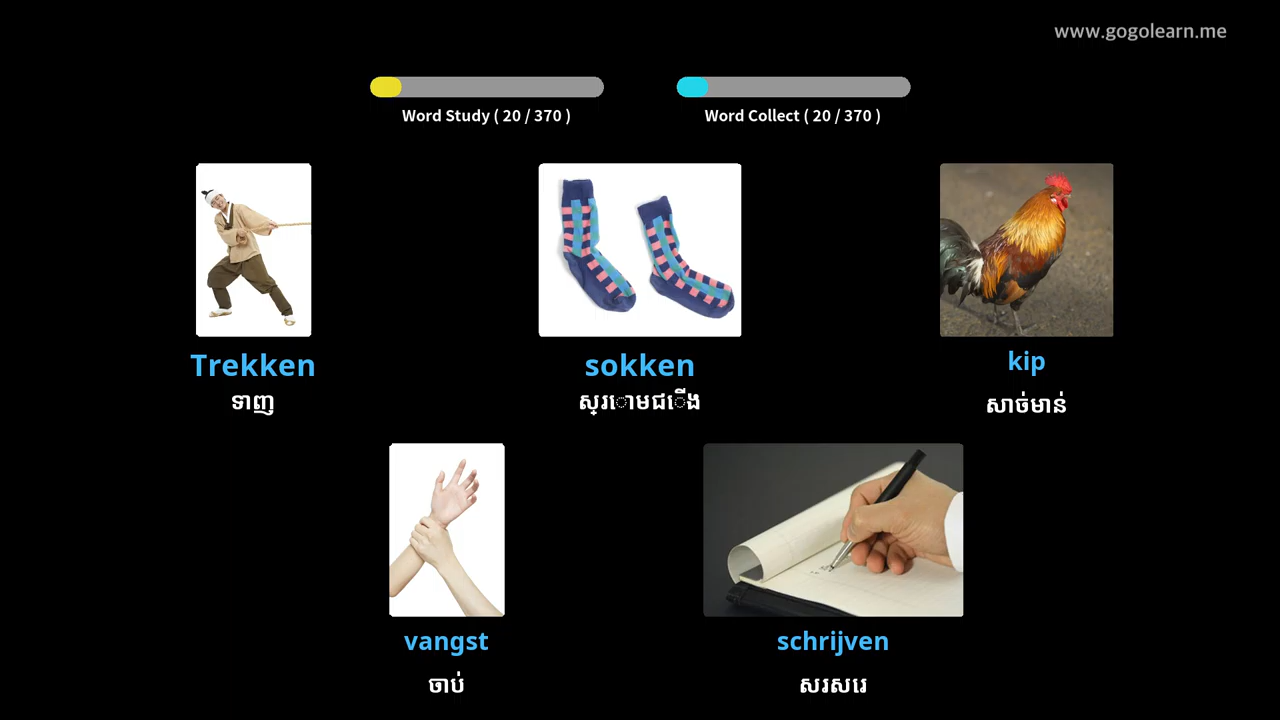 www.gogolearn.me
Word Study ( 20 / 370 )
Word Collect ( 20 / 370 )
Trekken
ទាញ
sokken
ស្រោមជើង
kip
សាច់មាន់
vangst
ចាប់
schrijven
សរសរេ